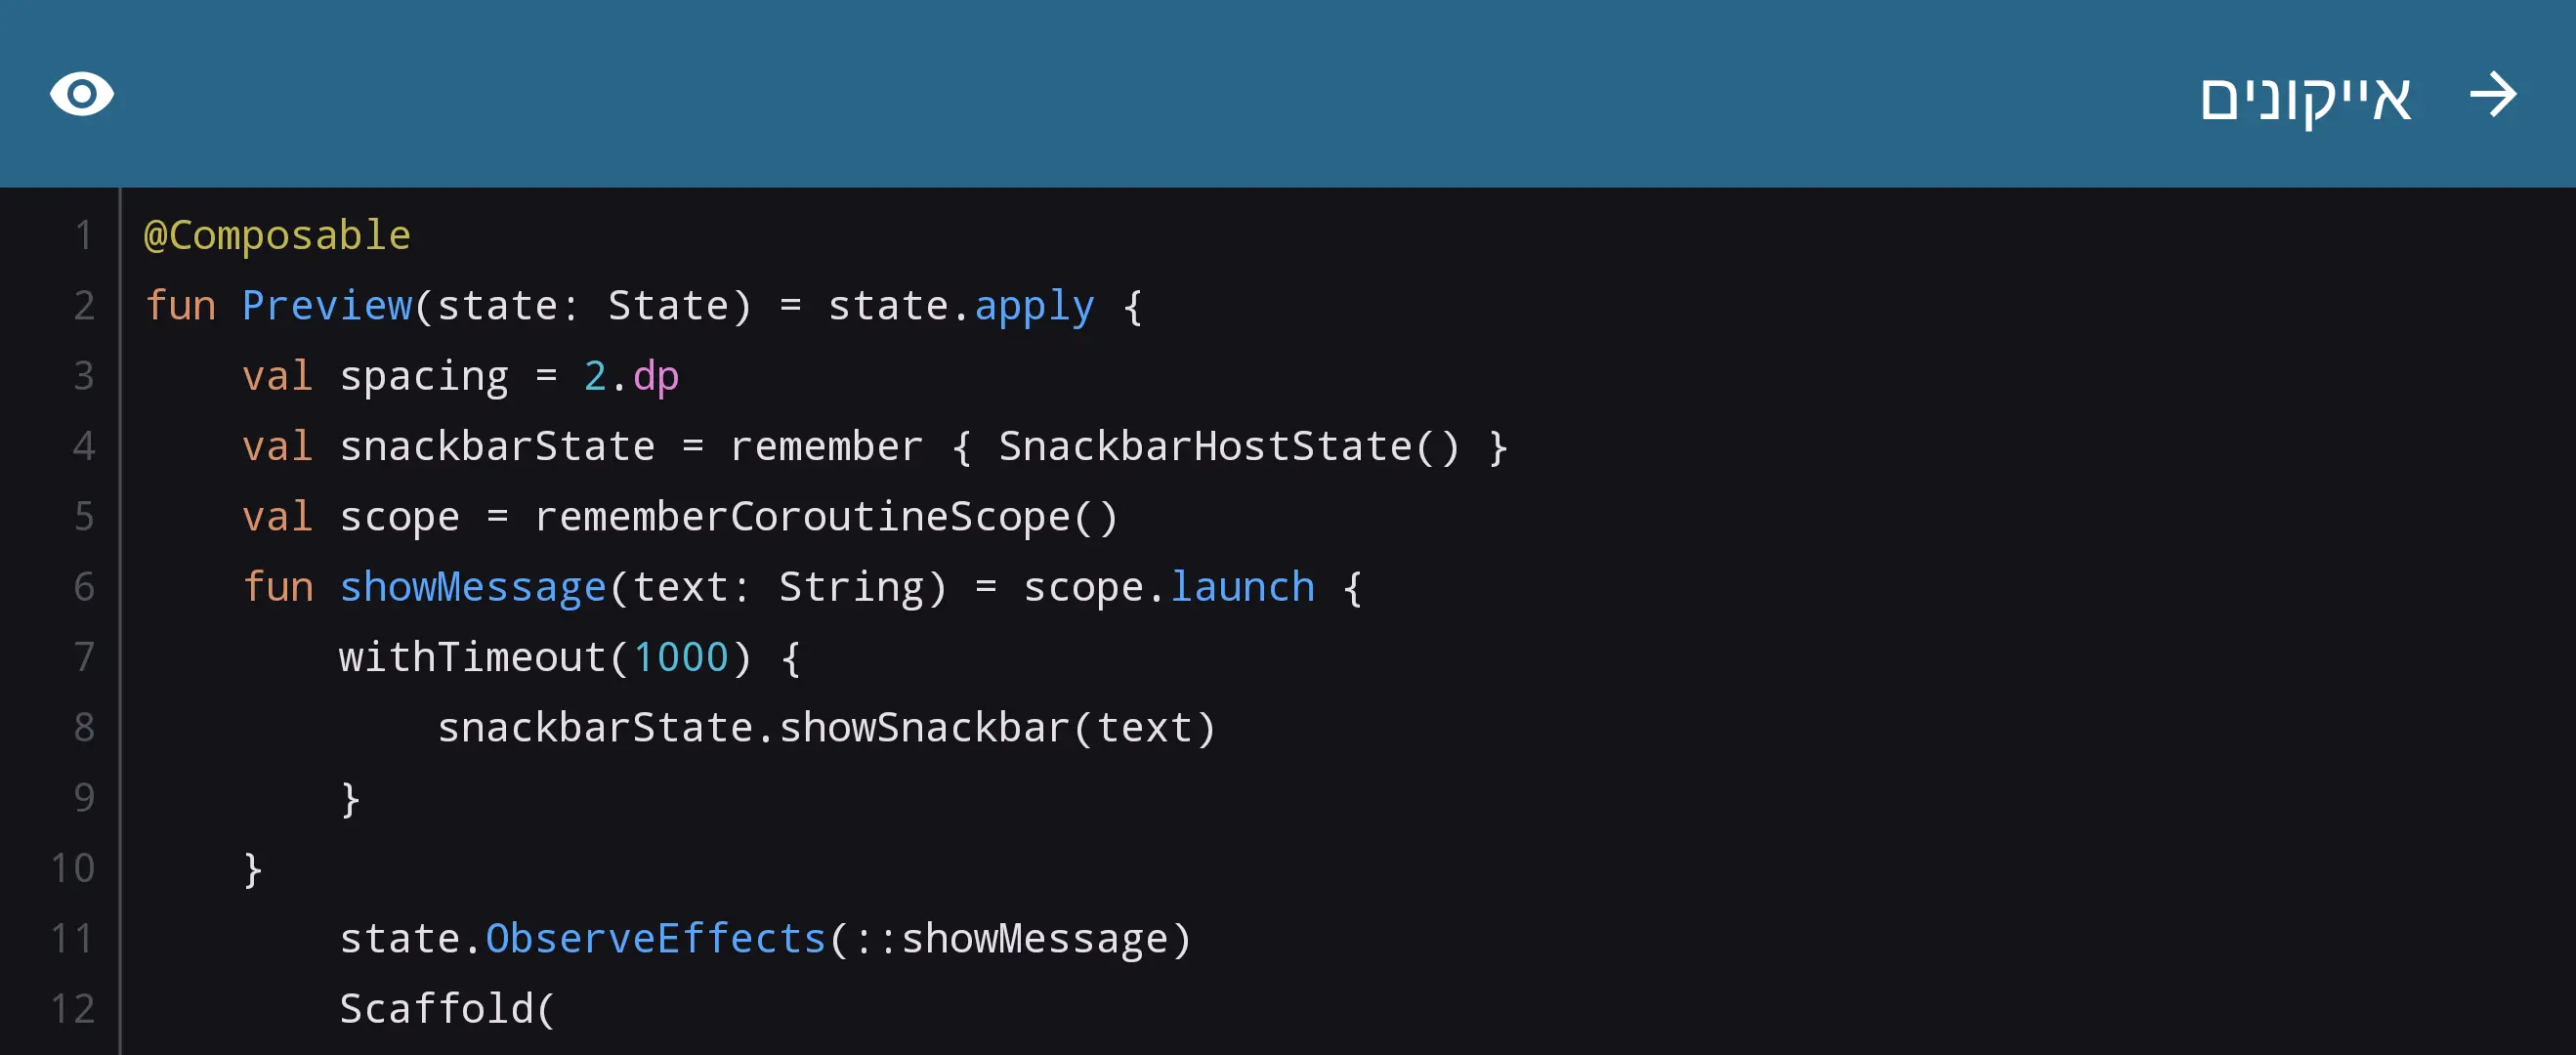 אייקונים
1 @Composable
2 fun Preview(state: State) = state.apply {
3     val spacing = 2.dp
4     val snackbarState = remember { SnackbarHostState() }
5     val scope = rememberCoroutineScope()
6     fun showMessage(text: String) = scope.launch {
7         withTimeout(1000) {
8             snackbarState.showSnackbar(text)
9         }
10     }
11         state.ObserveEffects(::showMessage)
12         Scaffold(